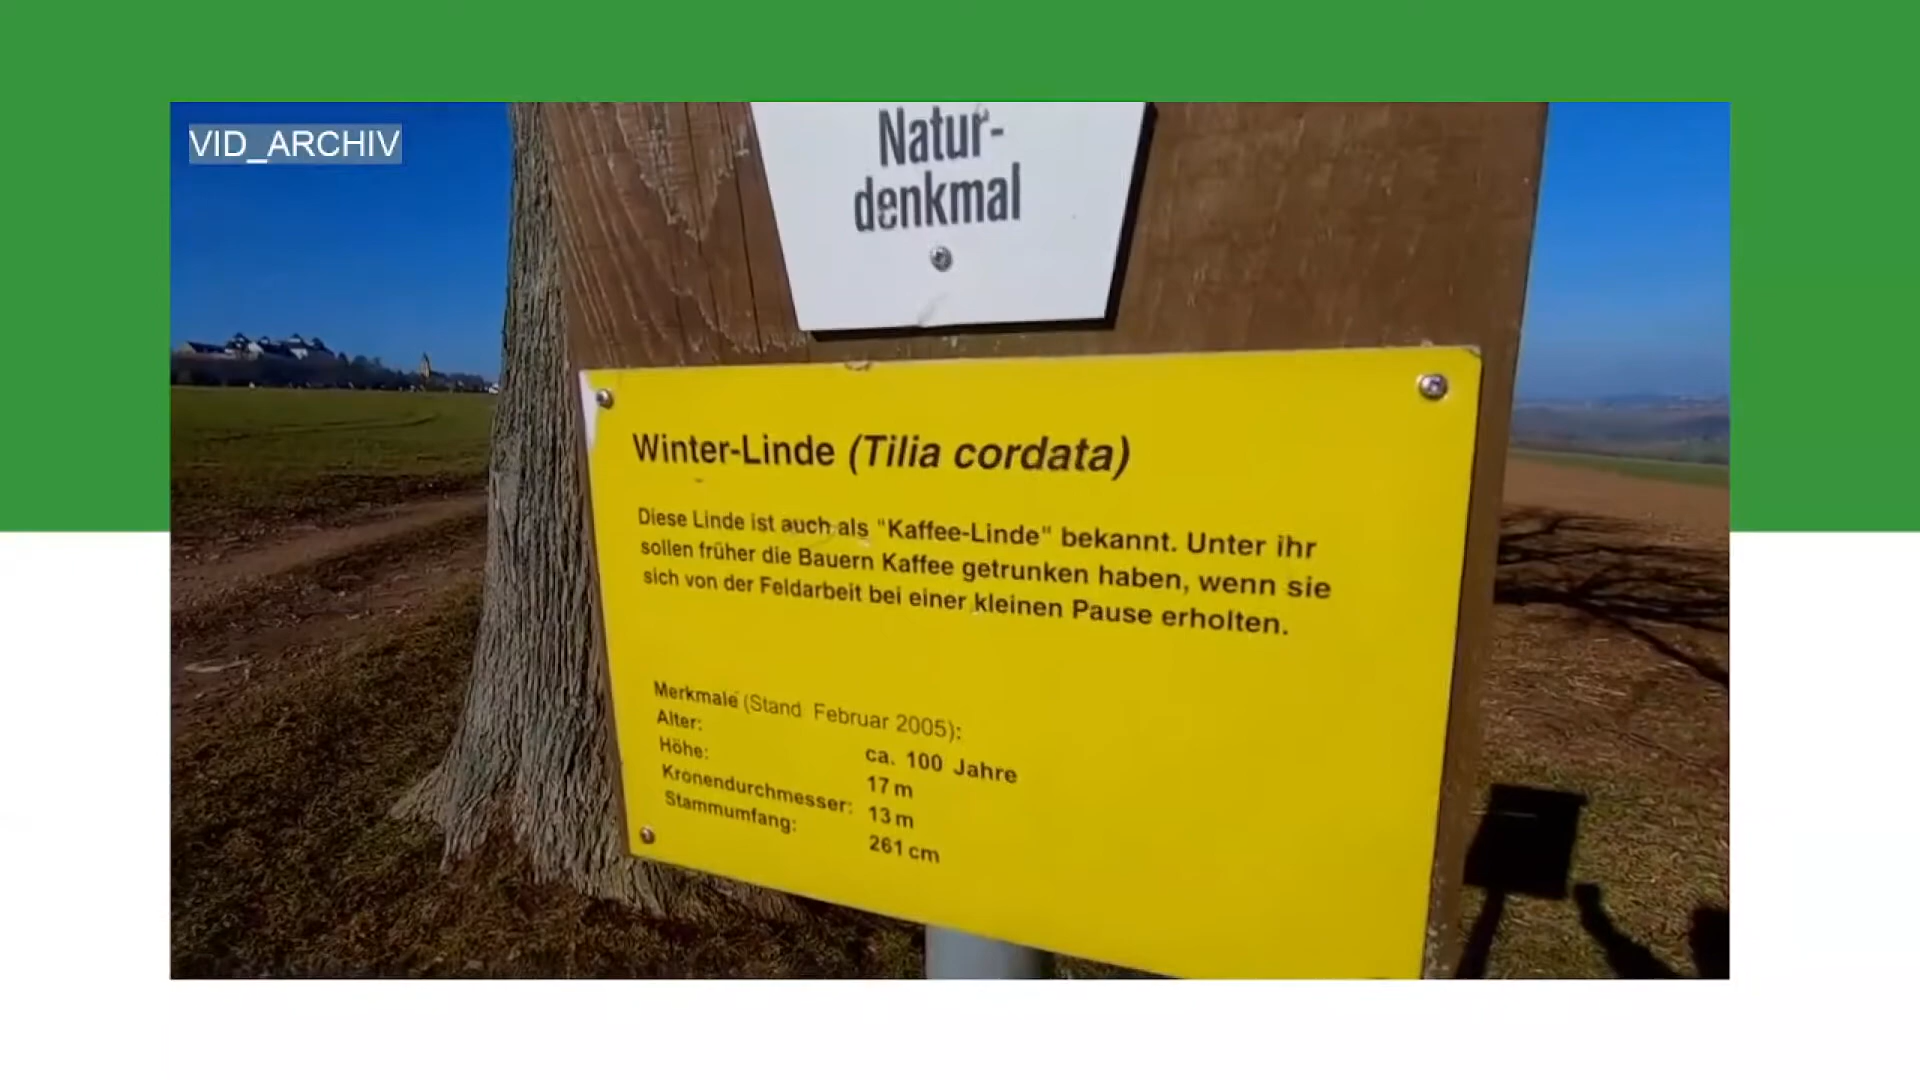 VID_ARCHIV
Natur-
denkmal
Winter-Linde (Tilia cordata)
Diese Linde ist auch als "Kaffee-Linde" bekannt. Unter ihr
sollen früher die Bauern Kaffee getrunken haben, wenn sie
sich von der Feldarbeit bei einer kleinen Pause erholten.
Merkmale (Stand Februar 2005):
Alter: ca. 100 Jahre
Höhe: 17 m
Kronendurchmesser: 13 m
Stammumfang: 261 cm